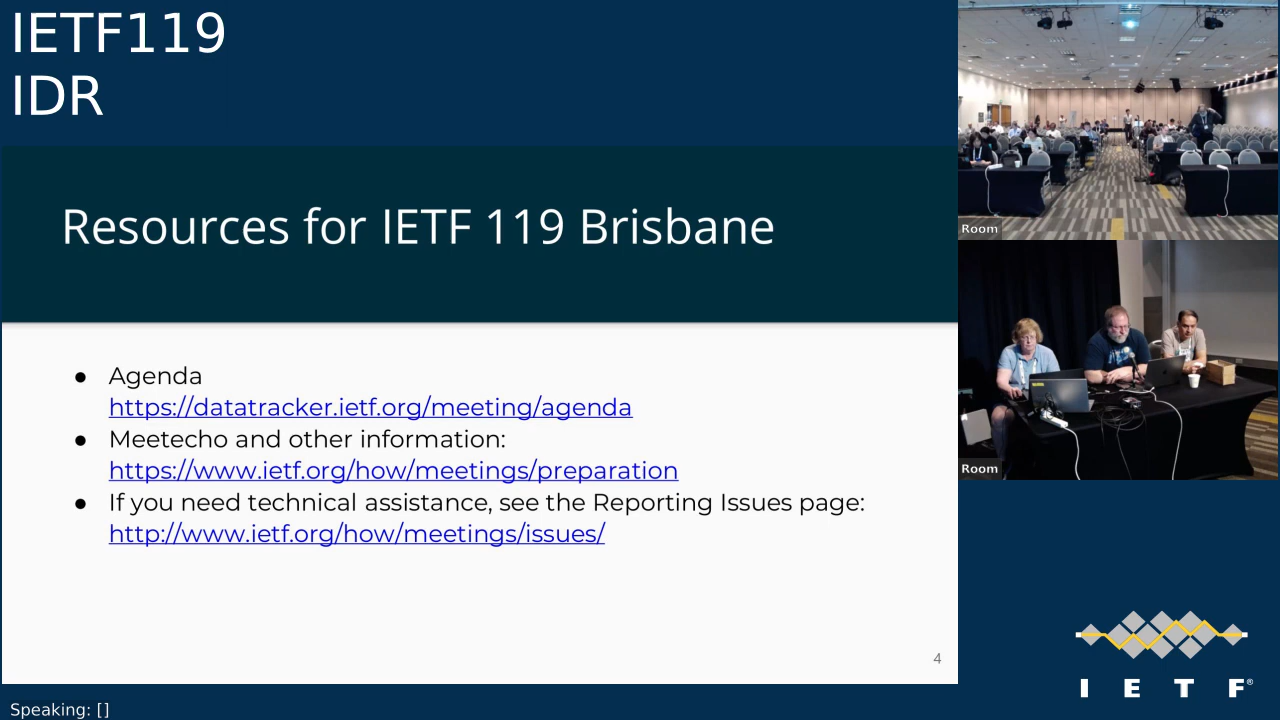 IETF119
IDR
Resources for IETF 119 Brisbane
● Agenda
https://datatracker.ietf.org/meeting/agenda
● Meetecho and other information:
https://www.ietf.org/how/meetings/preparation
● If you need technical assistance, see the Reporting Issues page:
http://www.ietf.org/how/meetings/issues/
4
Speaking: []
Room
Room
I E T F®